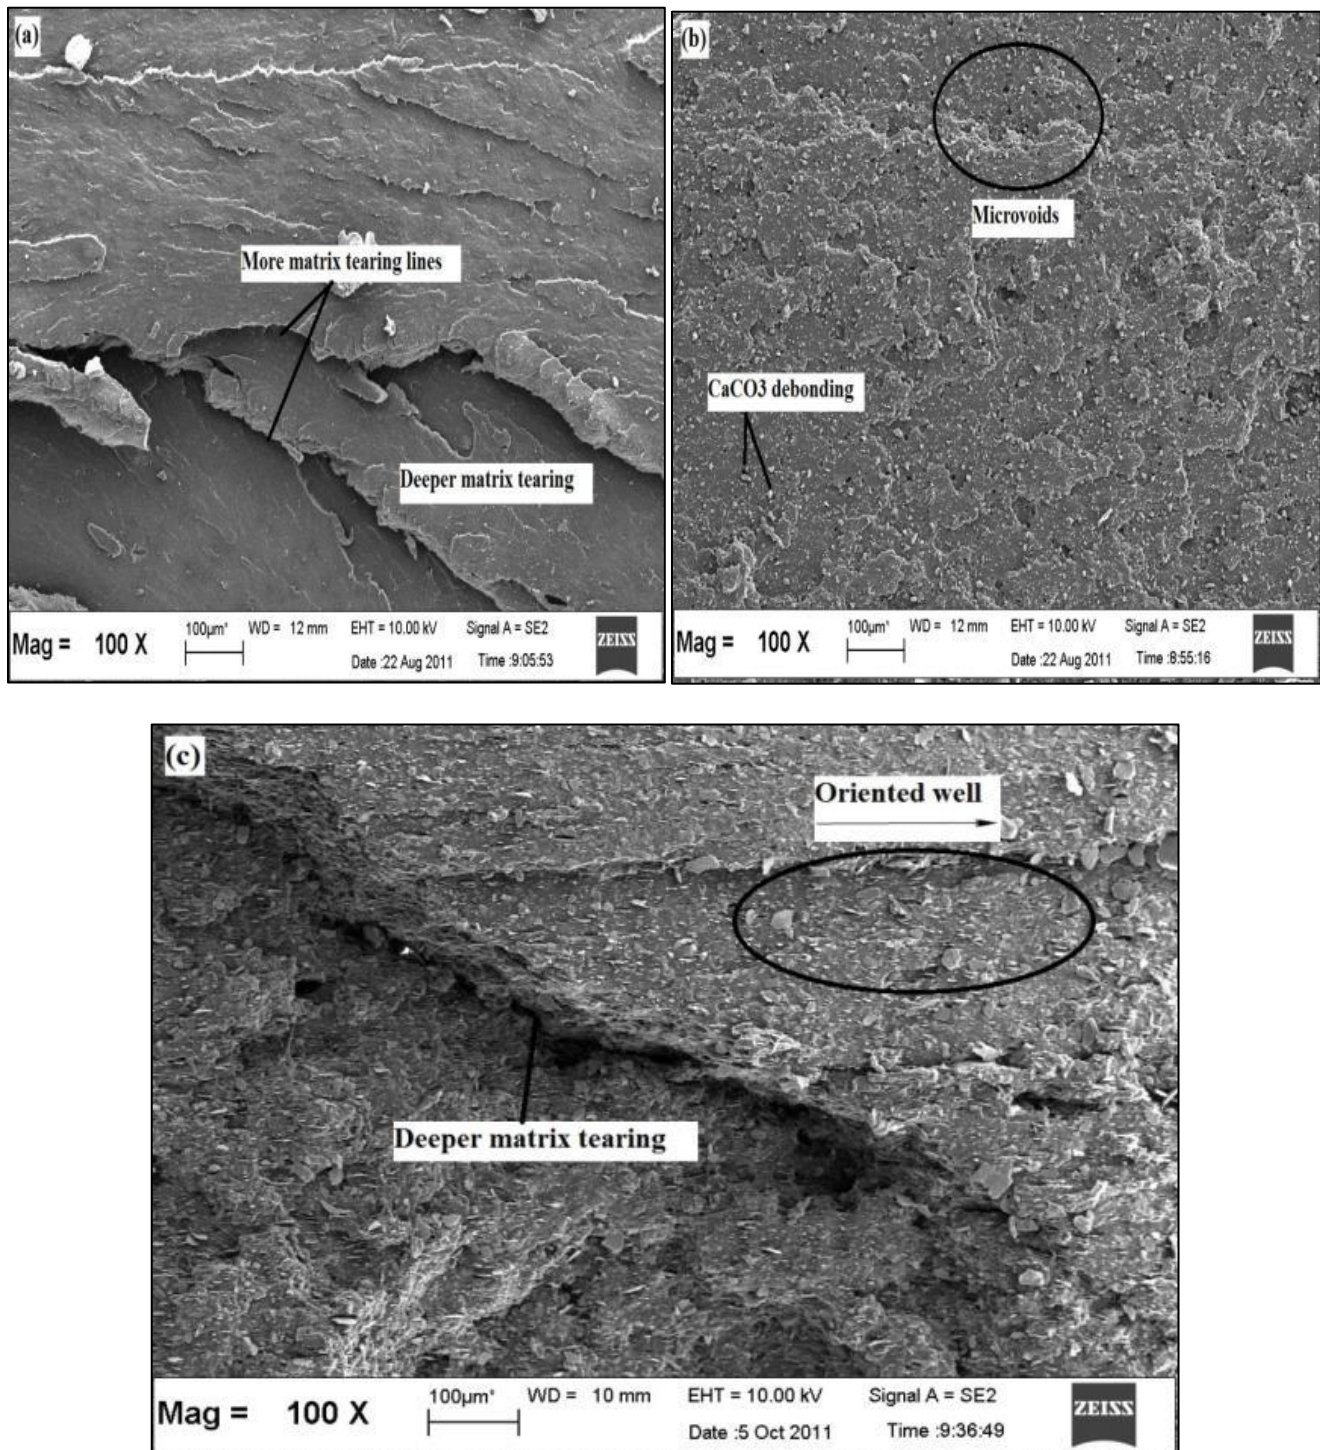 (a)
More matrix tearing lines
Deeper matrix tearing
Mag = 100 X
100µm*
WD = 12 mm
EHT = 10.00 kV
Signal A = SE2
Date :22 Aug 2011
Time :9:05:53
ZEISS
(b)
Microvoids
CaCO3 debonding
Mag = 100 X
100µm*
WD = 12 mm
EHT = 10.00 kV
Signal A = SE2
Date :22 Aug 2011
Time :8:55:16
ZEISS
(c)
Oriented well
Deeper matrix tearing
Mag = 100 X
100µm*
WD = 10 mm
EHT = 10.00 kV
Signal A = SE2
Date :5 Oct 2011
Time :9:36:49
ZEISS